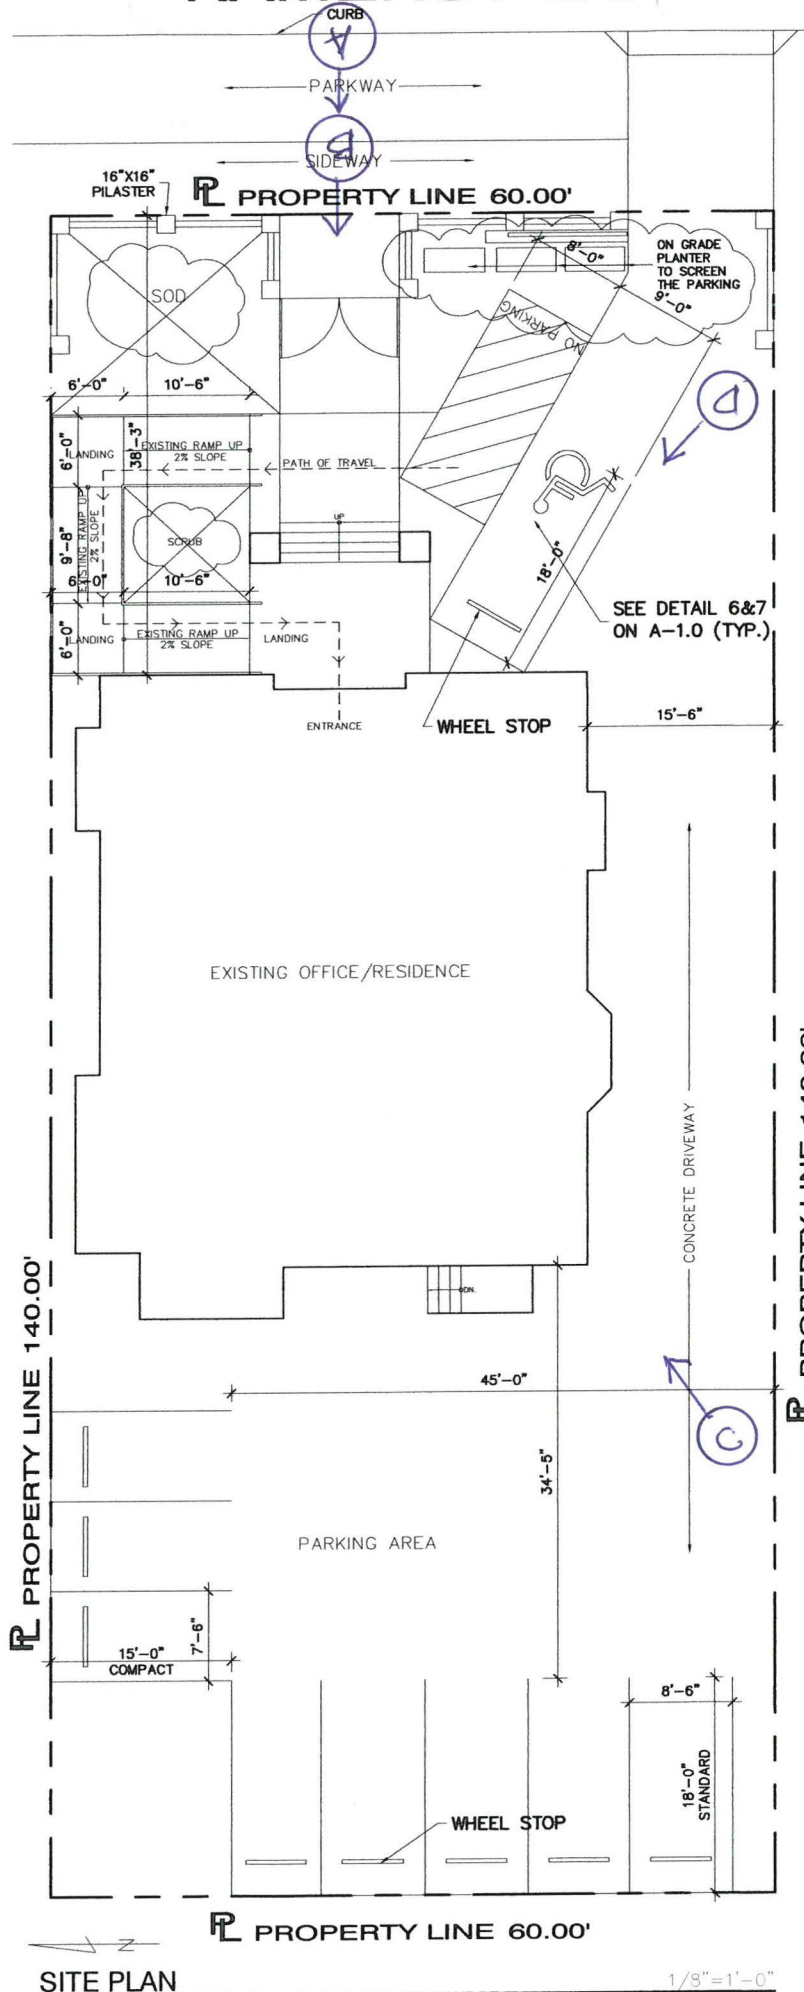 CURB
A
PARKWAY
B
SIDEWAY
16"X16"
PILASTER
PL PROPERTY LINE 60.00'
ON GRADE
PLANTER
TO SCREEN
THE PARKING
8'-0"
9'-0"
SOD
NO PARKING
D
6'-0" 10'-6"
6'-0"
LANDING
EXISTING RAMP UP
2% SLOPE
38'-3"
PATH OF TRAVEL
UP
9'-8"
EXISTING RAMP UP
2% SLOPE
SCRUB
6'-0" 10'-6"
18'-0"
SEE DETAIL 6&7
ON A-1.0 (TYP.)
6'-0"
LANDING
EXISTING RAMP UP
2% SLOPE
LANDING
ENTRANCE
WHEEL STOP
15'-6"
EXISTING OFFICE/RESIDENCE
CONCRETE DRIVEWAY
PL PROPERTY LINE 140.00'
DN.
45'-0"
C
34'-5"
PARKING AREA
PL PROPERTY LINE
7'-6"
15'-0"
COMPACT
8'-6"
18'-0"
STANDARD
WHEEL STOP
PL PROPERTY LINE 60.00'
Z
SITE PLAN
1/8"=1'-0"